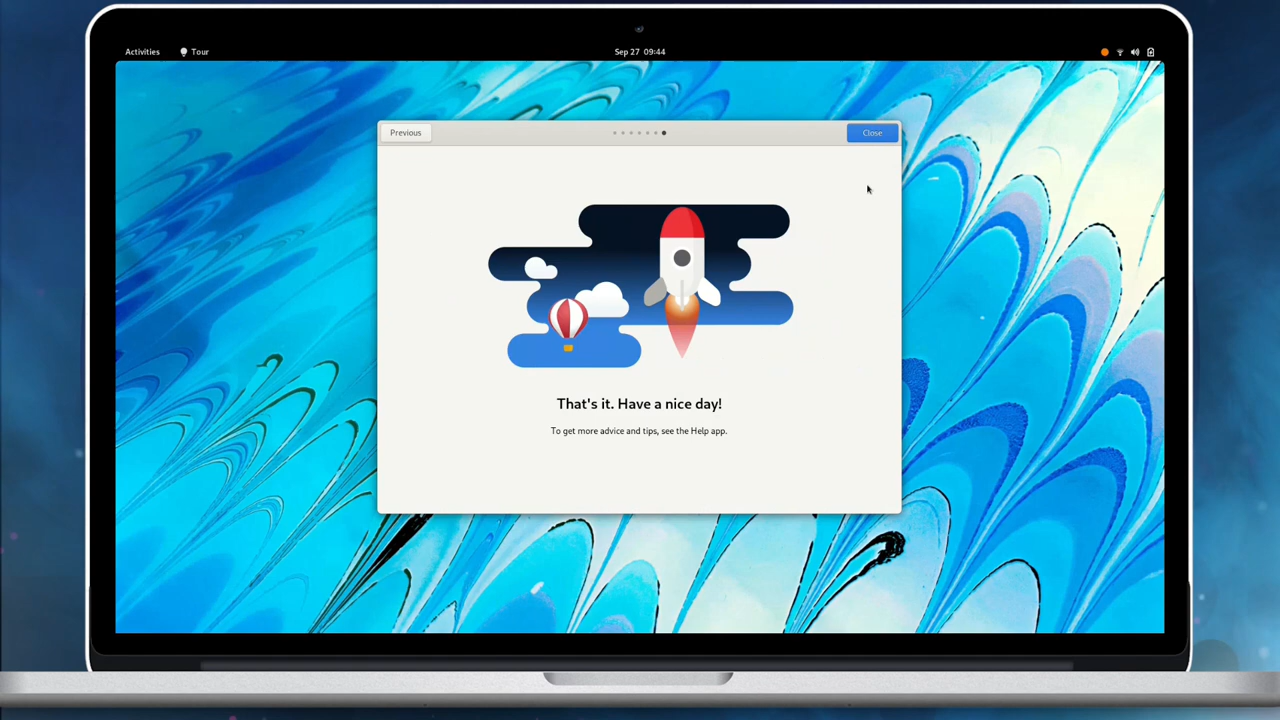 Activities
Tour
Sep 27 09:44
Previous
Close
That's it. Have a nice day!
To get more advice and tips, see the Help app.